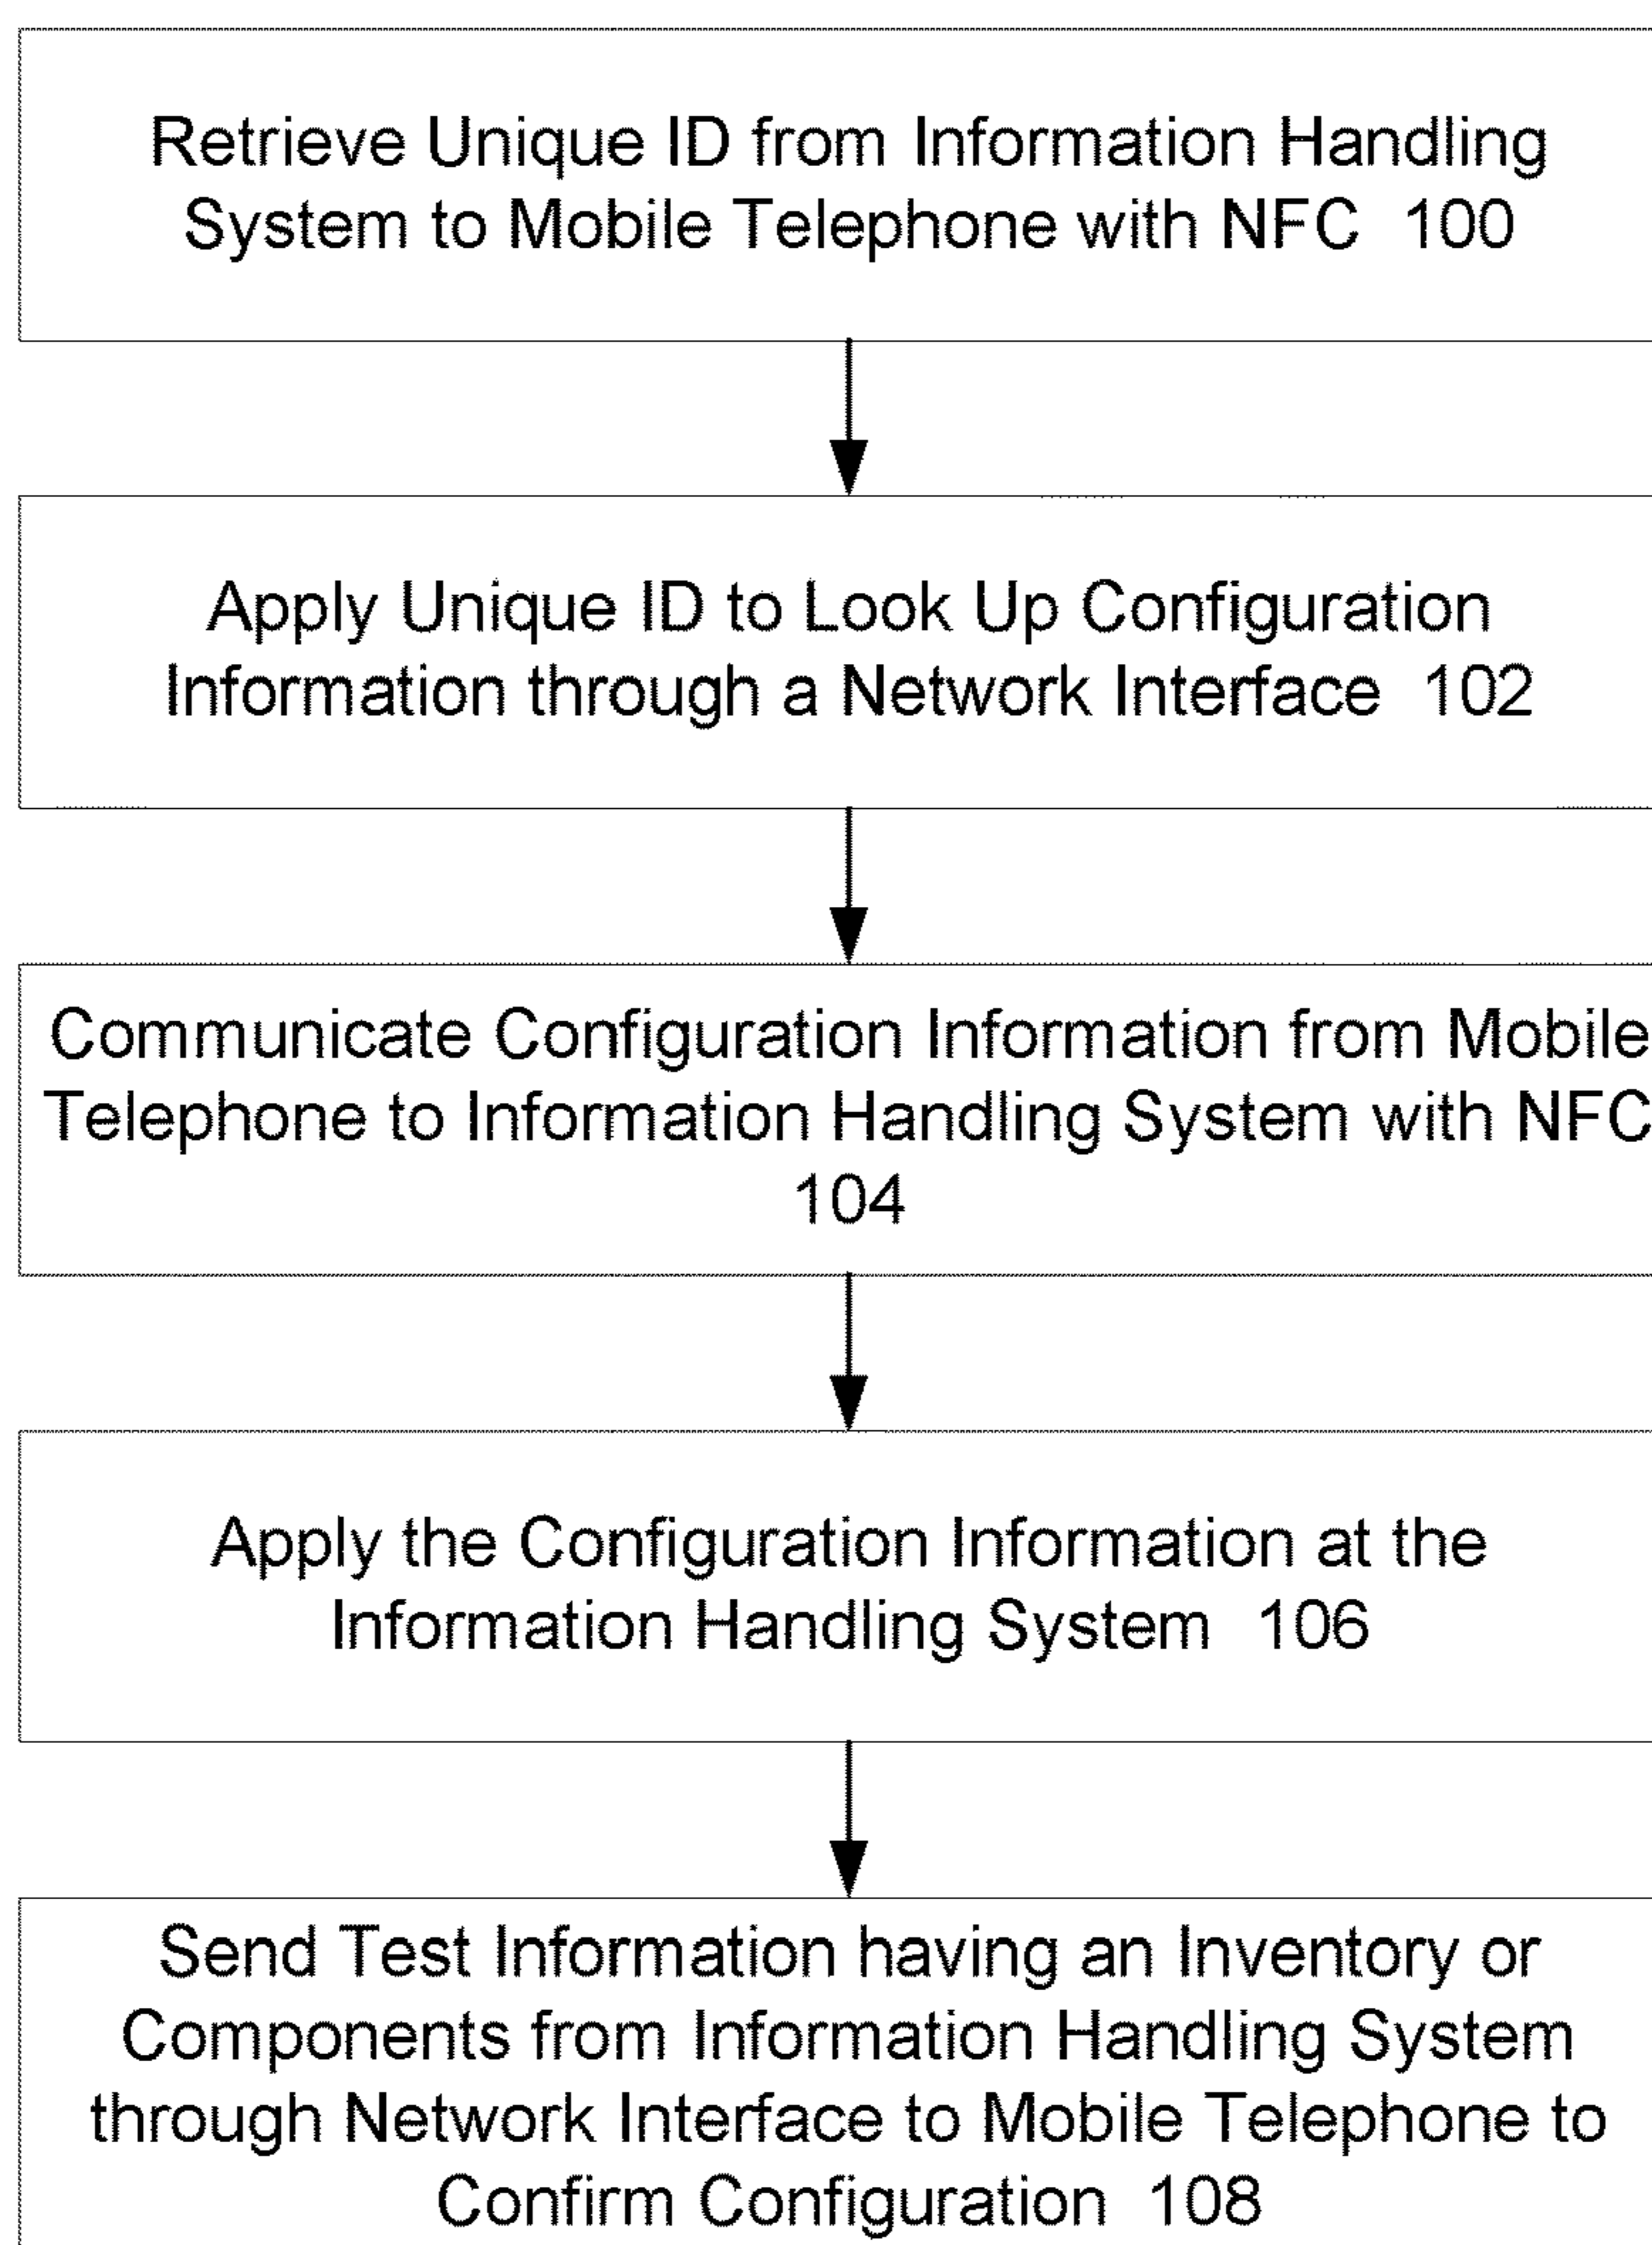 Retrieve Unique ID from Information Handling
System to Mobile Telephone with NFC 100
Apply Unique ID to Look Up Configuration
Information through a Network Interface 102
Communicate Configuration Information from Mobile
Telephone to Information Handling System with NFC
104
Apply the Configuration Information at the
Information Handling System 106
Send Test Information having an Inventory or
Components from Information Handling System
through Network Interface to Mobile Telephone to
Confirm Configuration 108